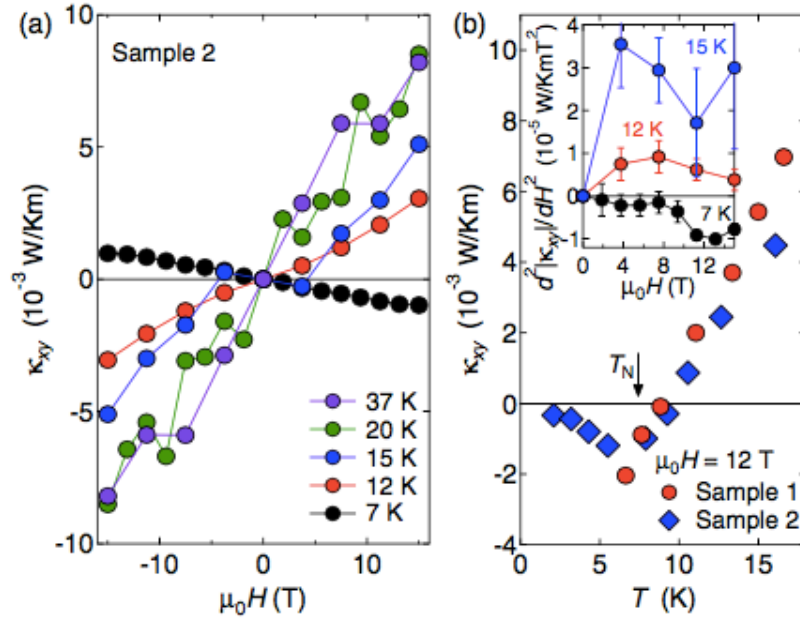 (a)
Sample 2
κxy (10⁻³ W/Km)
10
5
0
-5
-10
-10
0
10
μ₀H (T)
37 K
20 K
15 K
12 K
7 K
(b)
κxy (10⁻³ W/Km)
8
6
4
2
0
-2
-4
0
5
10
15
T (K)
d²|κxy|/dH² (10⁻⁵ W/KmT²)
4
3
2
1
0
-1
0
4
8
12
μ₀H (T)
15 K
12 K
7 K
TN
μ₀H = 12 T
Sample 1
Sample 2